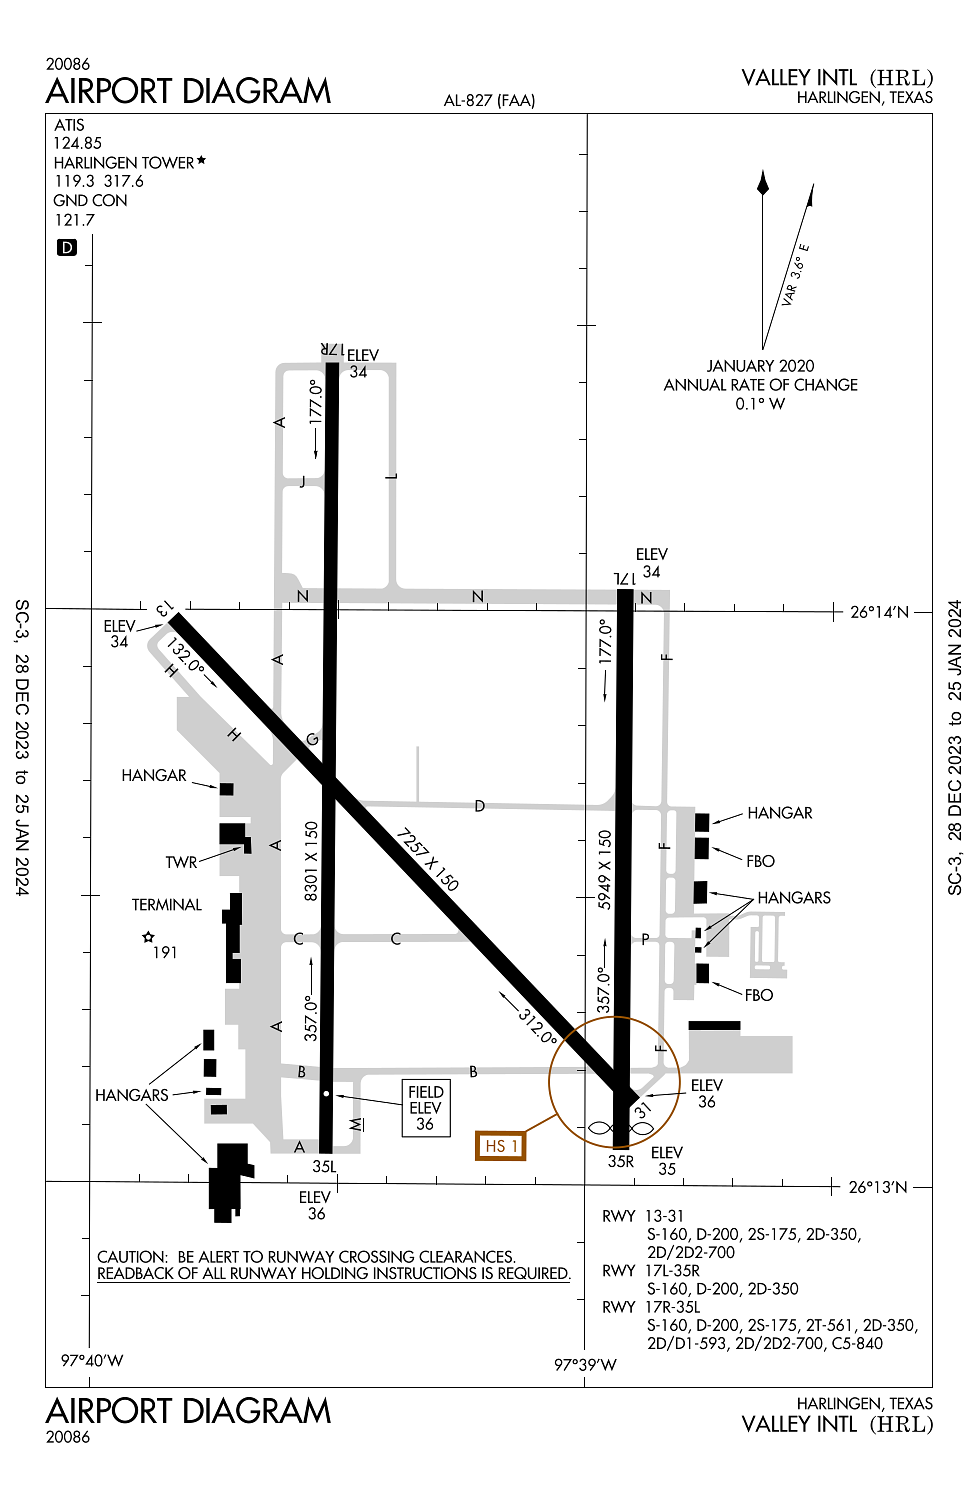 20086
AIRPORT DIAGRAM
AL-827 (FAA)
VALLEY INTL (HRL)
HARLINGEN, TEXAS
ATIS
124.85
HARLINGEN TOWER★
119.3 317.6
GND CON
121.7
D
VAR 3.6° E
JANUARY 2020
ANNUAL RATE OF CHANGE
0.1° W
17R
ELEV
34
177.0°
A
J
L
ELEV
34
17L
N
N
N
26°14'N
13
ELEV
34
132.0°
H
H
A
G
177.0°
F
HANGAR
D
HANGAR
TWR
A
8301 X 150
7257 X 150
5949 X 150
F
FBO
TERMINAL
HANGARS
191
C
C
P
357.0°
312.0°
357.0°
FBO
A
F
HANGARS
B
B
FIELD
ELEV
36
ELEV
36
31
M
A
HS 1
35L
35R
ELEV
35
ELEV
36
26°13'N
RWY 13-31
S-160, D-200, 2S-175, 2D-350,
2D/2D2-700
RWY 17L-35R
S-160, D-200, 2D-350
RWY 17R-35L
S-160, D-200, 2S-175, 2T-561, 2D-350,
2D/D1-593, 2D/2D2-700, C5-840
CAUTION: BE ALERT TO RUNWAY CROSSING CLEARANCES.
READBACK OF ALL RUNWAY HOLDING INSTRUCTIONS IS REQUIRED.
97°40'W
97°39'W
SC-3, 28 DEC 2023 to 25 JAN 2024
SC-3, 28 DEC 2023 to 25 JAN 2024
AIRPORT DIAGRAM
20086
HARLINGEN, TEXAS
VALLEY INTL (HRL)